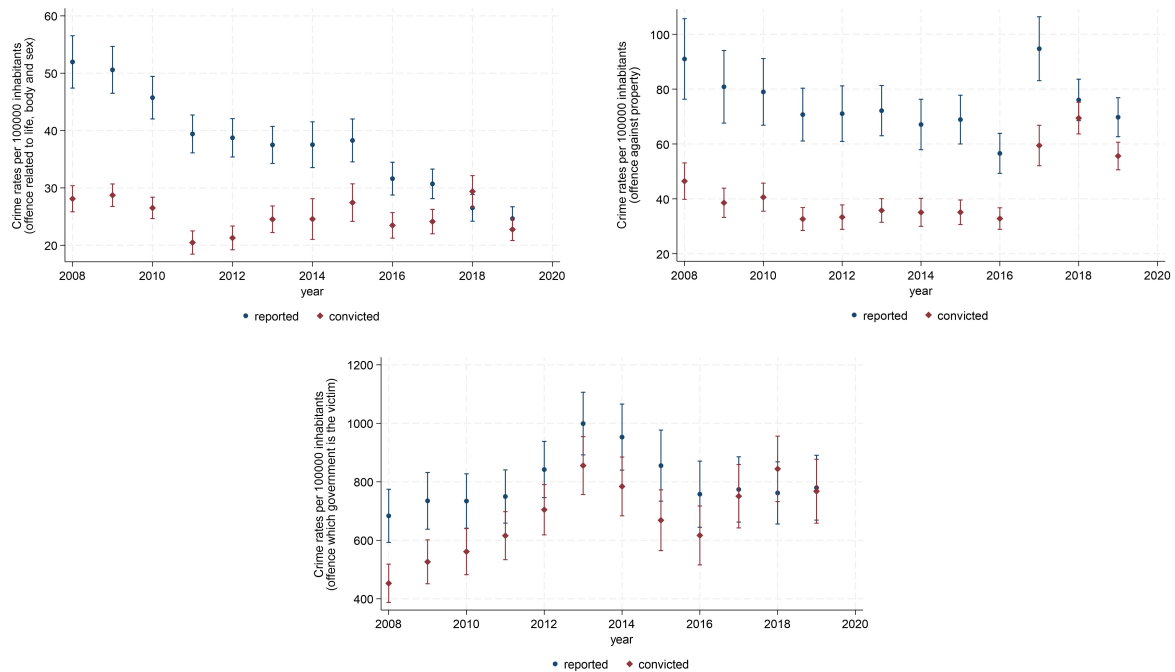 Crime rates per 100000 inhabitants
(offence related to life, body and sex)
60
50
40
30
20
2008 2010 2012 2014 2016 2018 2020
year
reported convicted
Crime rates per 100000 inhabitants
(offence against property)
100
80
60
40
20
2008 2010 2012 2014 2016 2018 2020
year
reported convicted
Crime rates per 100000 inhabitants
(offence which government is the victim)
1200
1000
800
600
400
2008 2010 2012 2014 2016 2018 2020
year
reported convicted